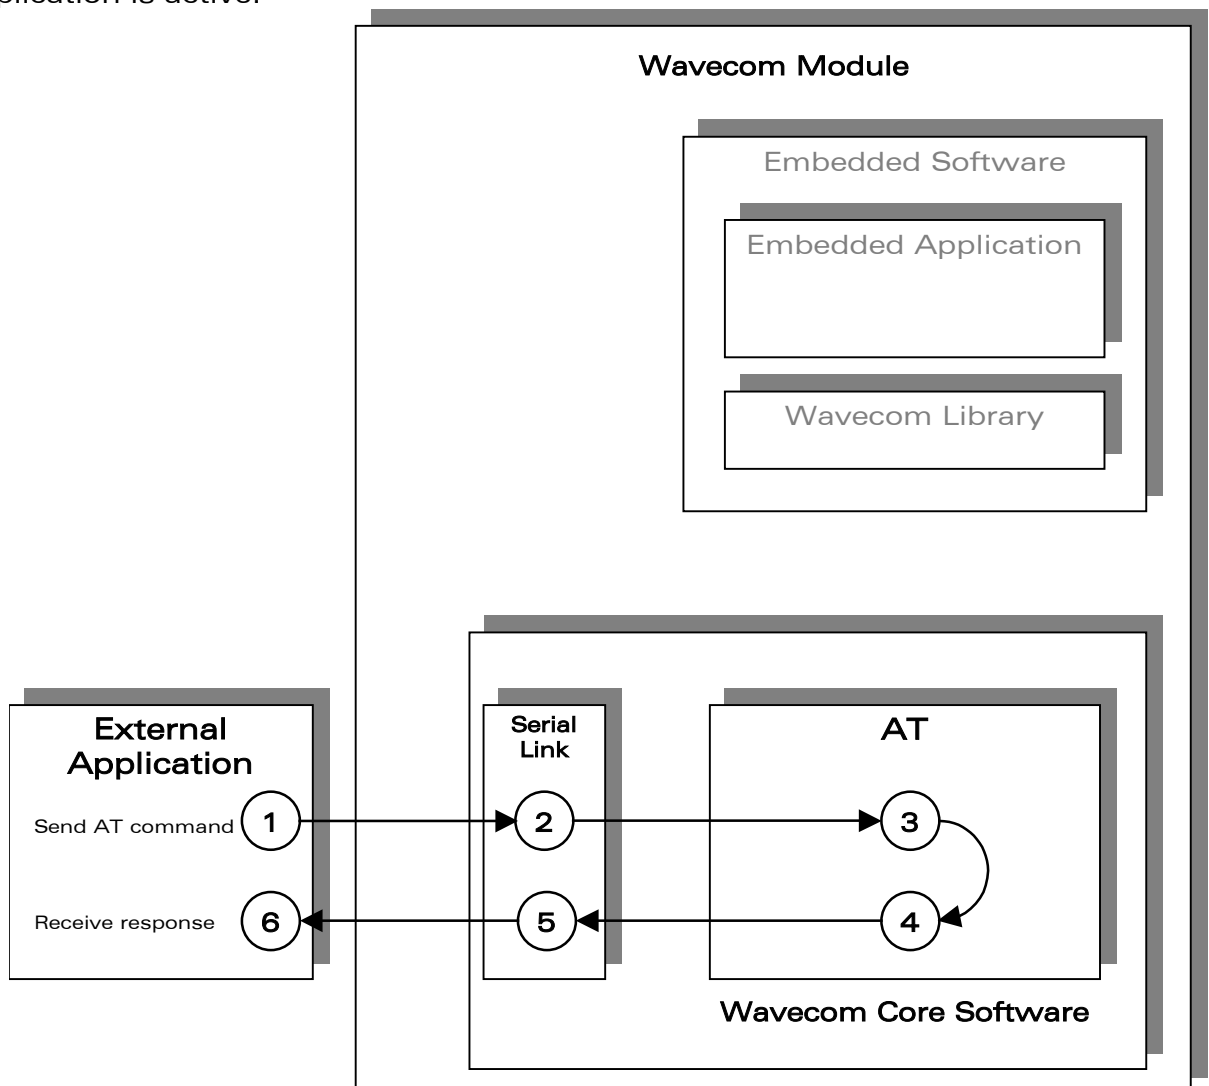 plication is active.
Wavecom Module
Embedded Software
Embedded Application
Wavecom Library
External
Application
Serial
Link
AT
Send AT command
1
2
3
Receive response
6
5
4
Wavecom Core Software